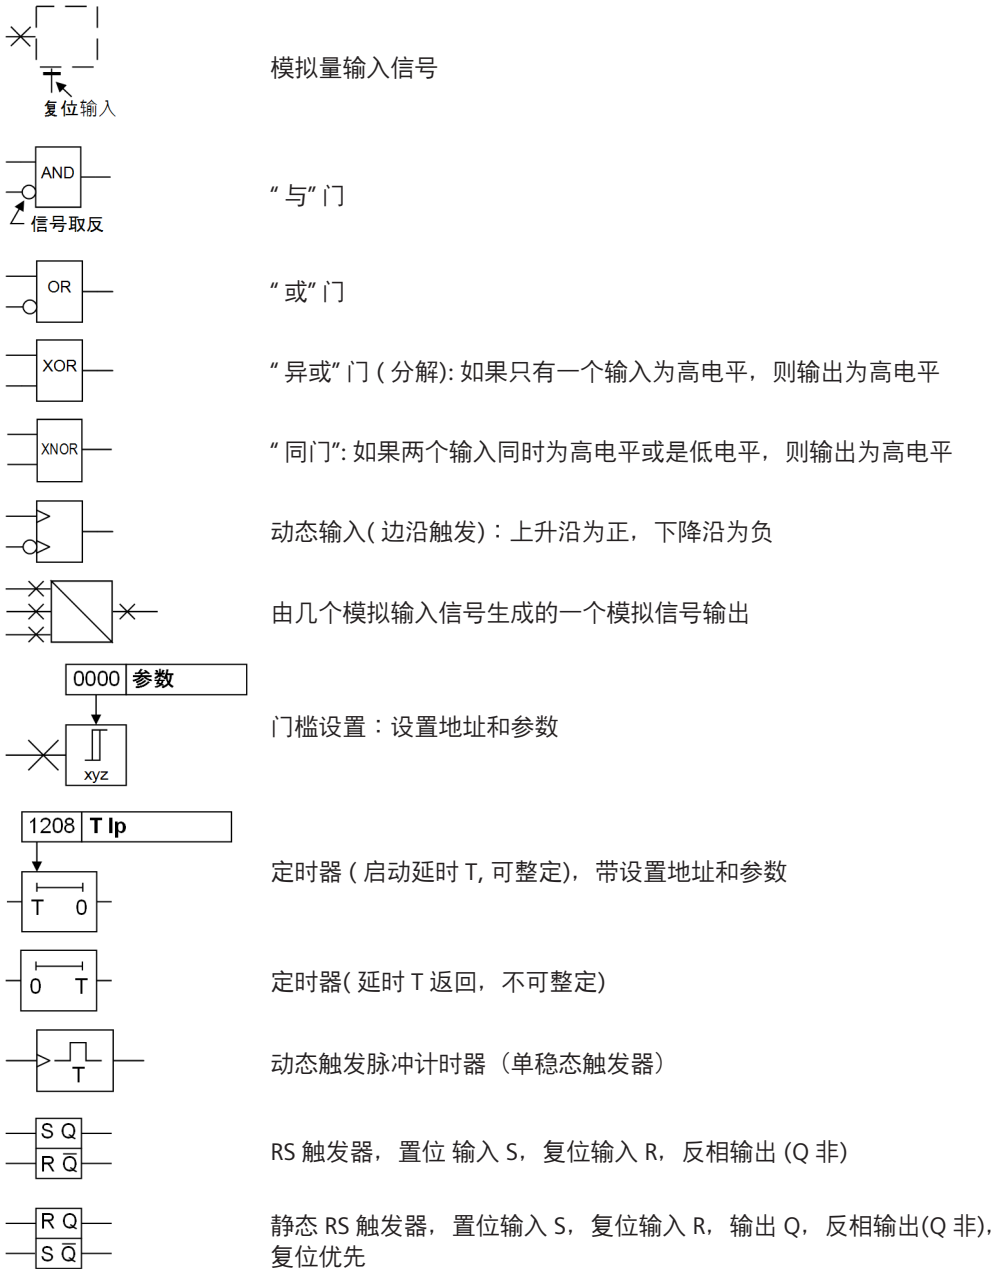 模拟量输入信号
复位输入
AND
“ 与” 门
信号取反
OR
“ 或” 门
XOR
“ 异或” 门 ( 分解): 如果只有一个输入为高电平，则输出为高电平
XNOR
“ 同门”: 如果两个输入同时为高电平或是低电平，则输出为高电平
动态输入( 边沿触发)：上升沿为正，下降沿为负
由几个模拟输入信号生成的一个模拟信号输出
0000 参数
门槛设置：设置地址和参数
xyz
1208 T Ip
定时器 ( 启动延时 T, 可整定)，带设置地址和参数
T 0
定时器( 延时 T 返回，不可整定)
0 T
动态触发脉冲计时器（单稳态触发器）
T
S Q
R Q̅
RS 触发器，置位 输入 S，复位输入 R，反相输出 (Q 非)
R Q
S Q̅
静态 RS 触发器，置位输入 S，复位输入 R，输出 Q，反相输出(Q 非),
复位优先